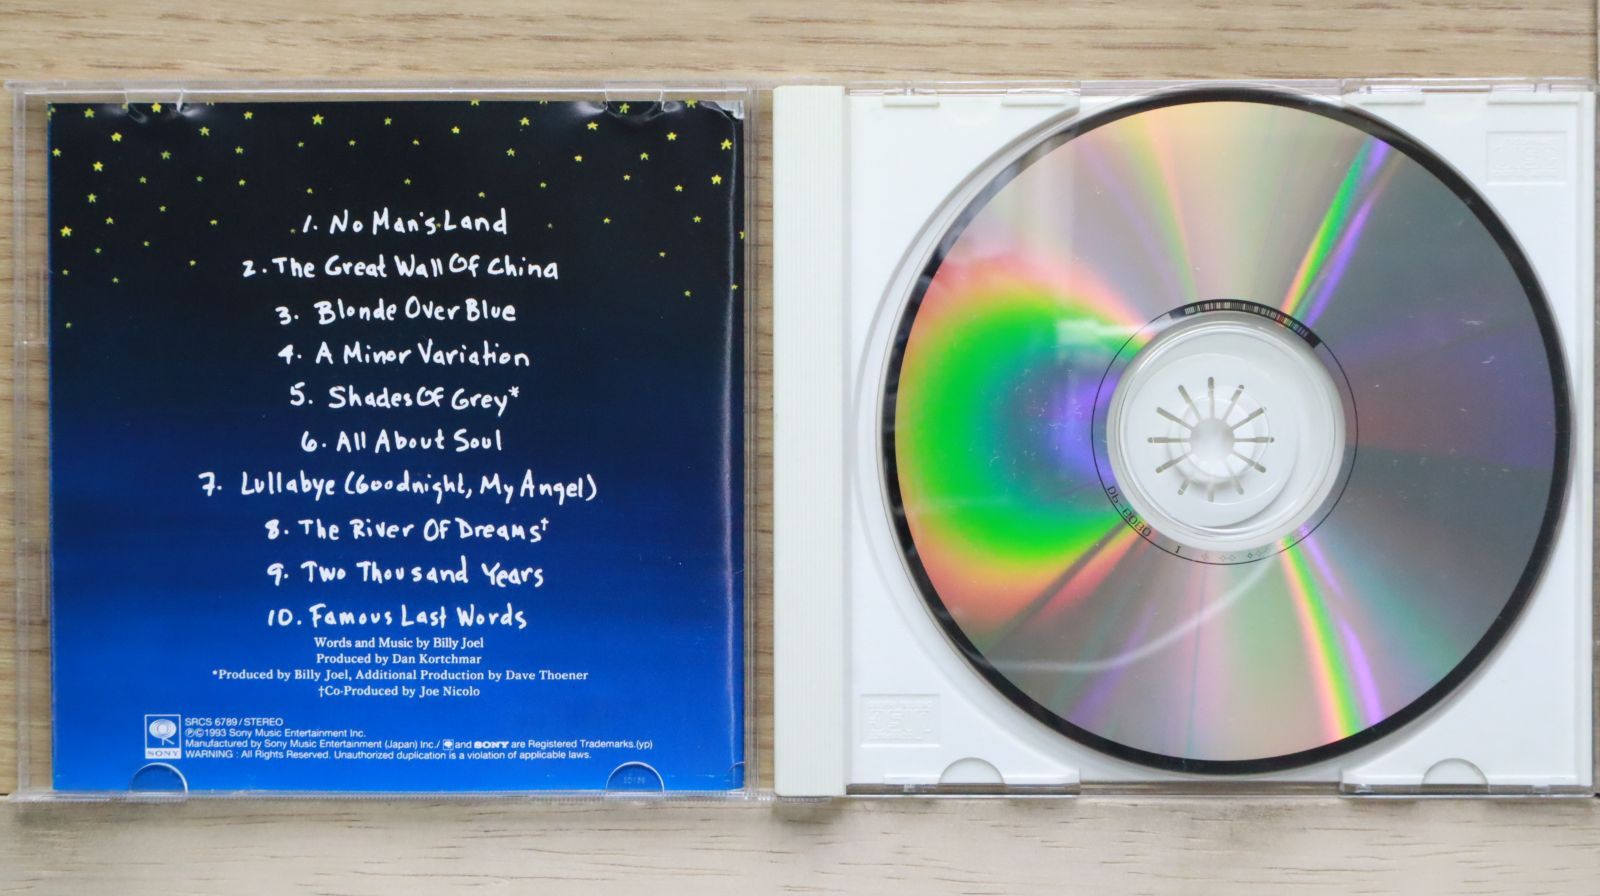 1. No Man's Land
2. The Great Wall Of China
3. Blonde Over Blue
4. A Minor Variation
5. Shades Of Grey*
6. All About Soul
7. Lullabye (Goodnight, My Angel)
8. The River Of Dreams†
9. Two Thousand Years
10. Famous Last Words
Words and Music by Billy Joel
Produced by Dan Kortchmar
*Produced by Billy Joel, Additional Production by Dave Thoener
†Co-Produced by Joe Nicolo
SONY
SRCS 6789/STEREO
ⓅⒸ1993 Sony Music Entertainment Inc.
Manufactured by Sony Music Entertainment (Japan) Inc./ and SONY are Registered Trademarks.(yp)
WARNING : All Rights Reserved. Unauthorized duplication is a violation of applicable laws.